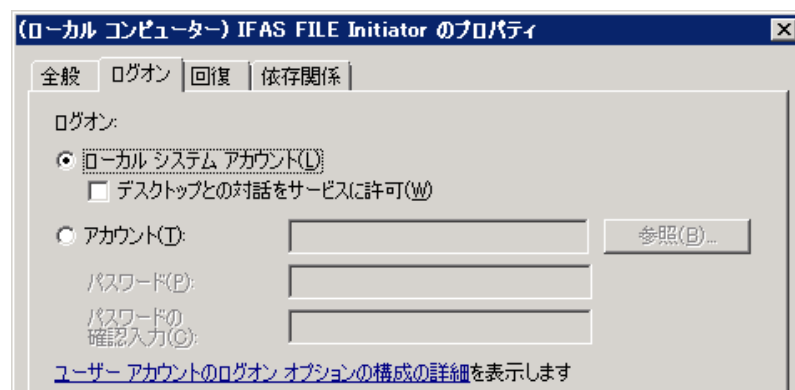 (ローカル コンピューター) IFAS FILE Initiator のプロパティ
全般 ログオン 回復 依存関係
ログオン:
ローカル システム アカウント(L)
デスクトップとの対話をサービスに許可(W)
アカウント(T): 参照(B)...
パスワード(P):
パスワードの
確認入力(C):
ユーザー アカウントのログオン オプションの構成の詳細を表示します